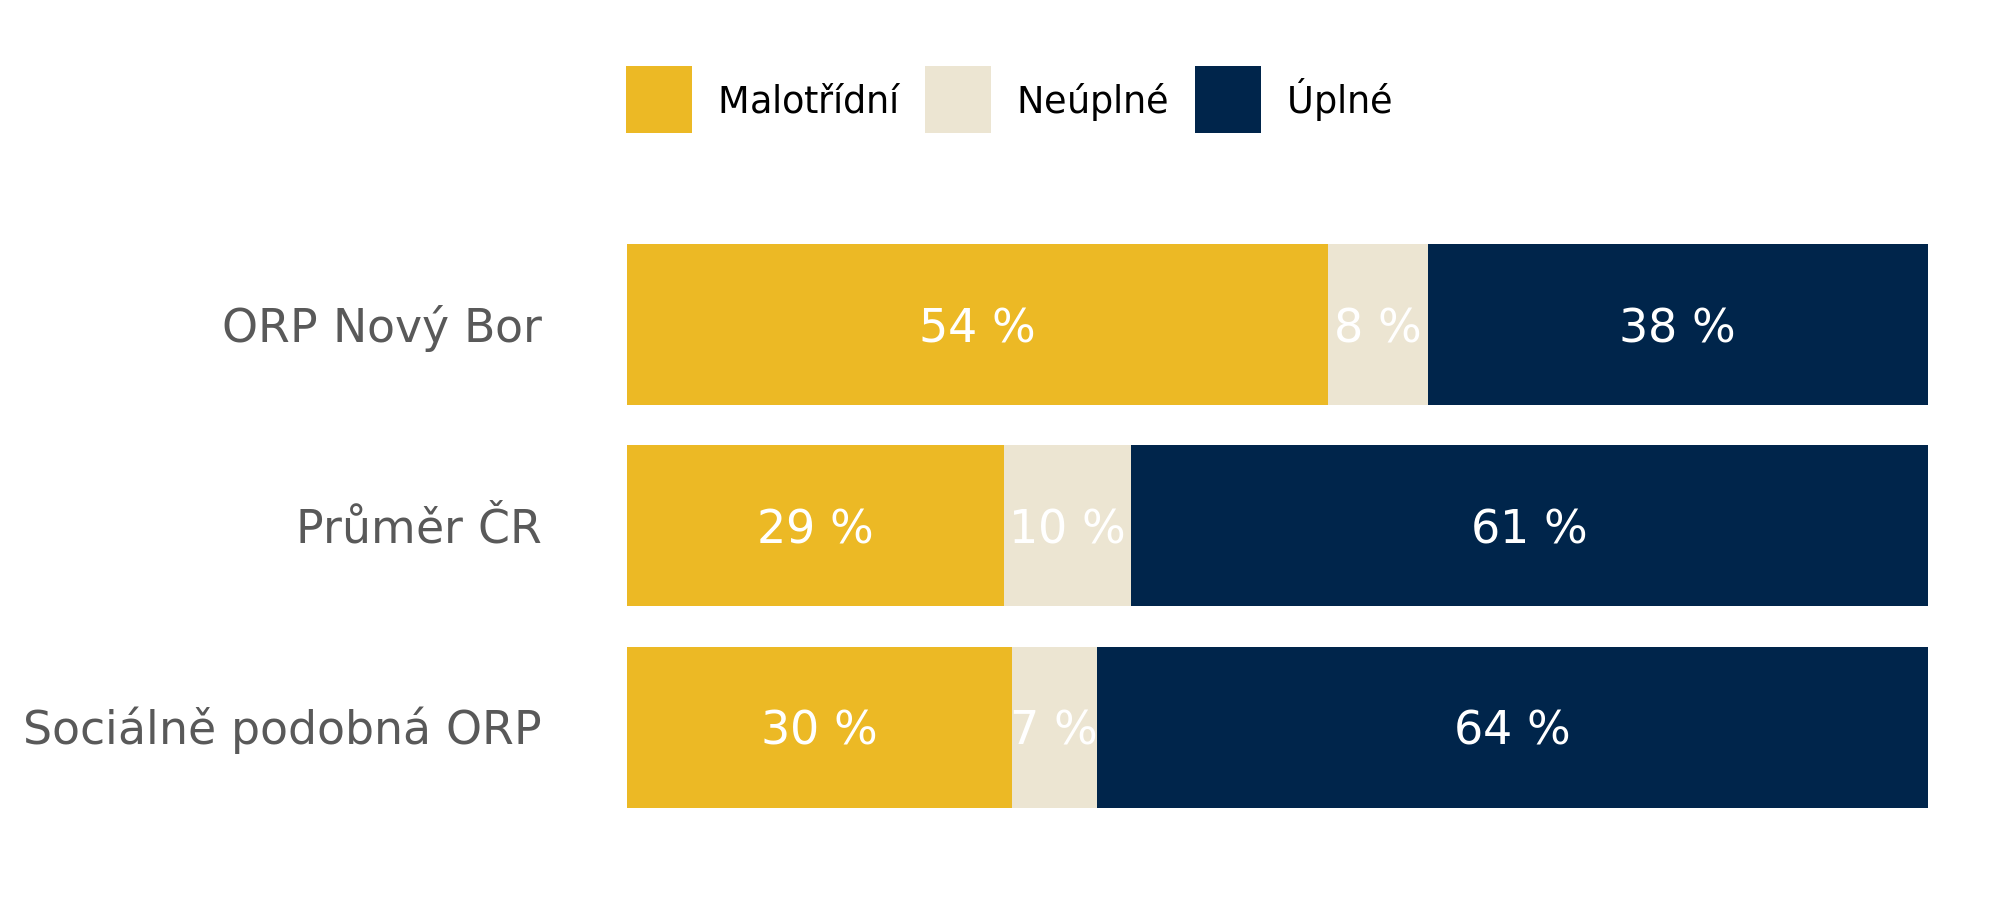 Malotřídní Neúplné Úplné
ORP Nový Bor 54 % 8 % 38 %
Průměr ČR 29 % 10 % 61 %
Sociálně podobná ORP 30 % 7 % 64 %